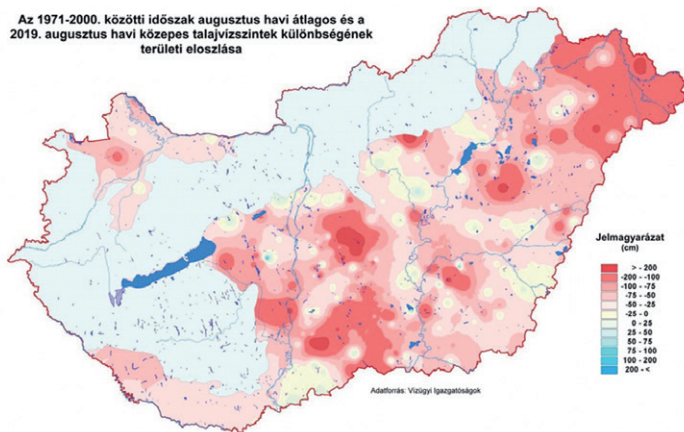 Az 1971-2000. közötti időszak augusztus havi átlagos és a
2019. augusztus havi közepes talajvízszintek különbségének
területi eloszlása
Jelmagyarázat
(cm)
> - 200
-200 - -100
-100 - -75
-75 - -50
-50 - -25
-25 - 0
0 - 25
25 - 50
50 - 75
75 - 100
100 - 200
200 - <
Adatforrás: Vízügyi Igazgatóságok